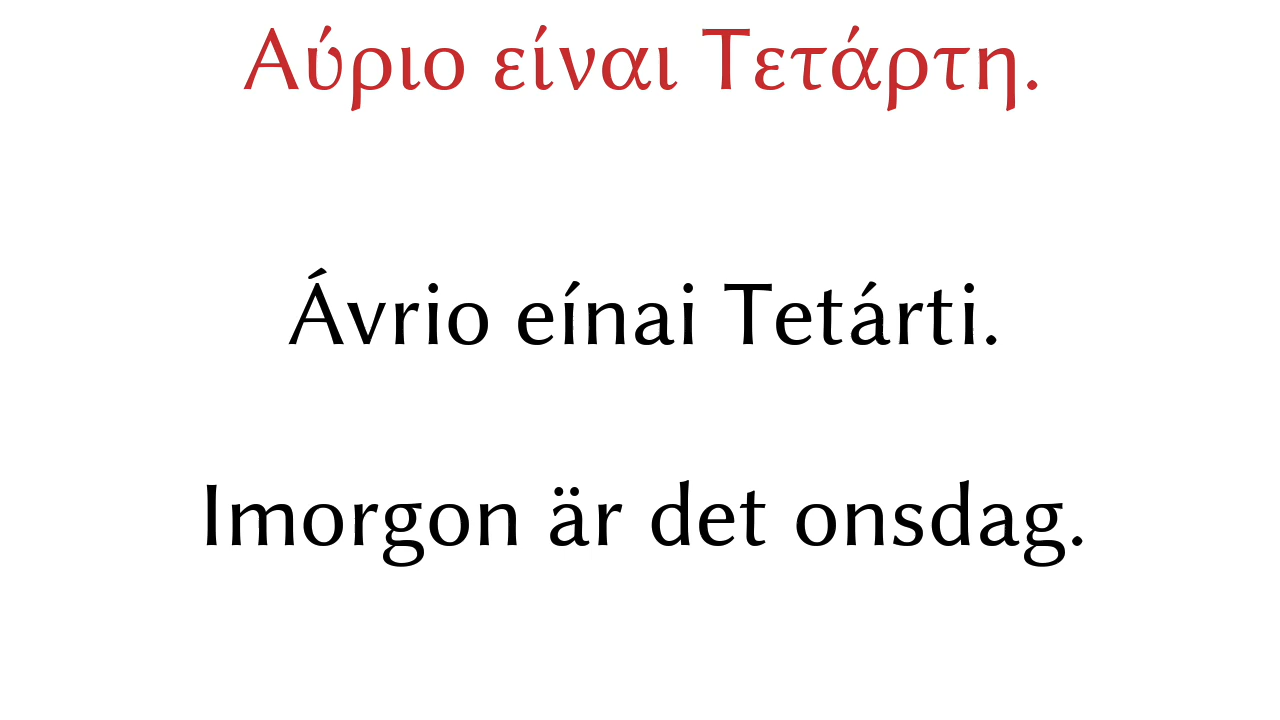 Αύριο είναι Τετάρτη.
Ávrio eínai Tetárti.
Imorgon är det onsdag.